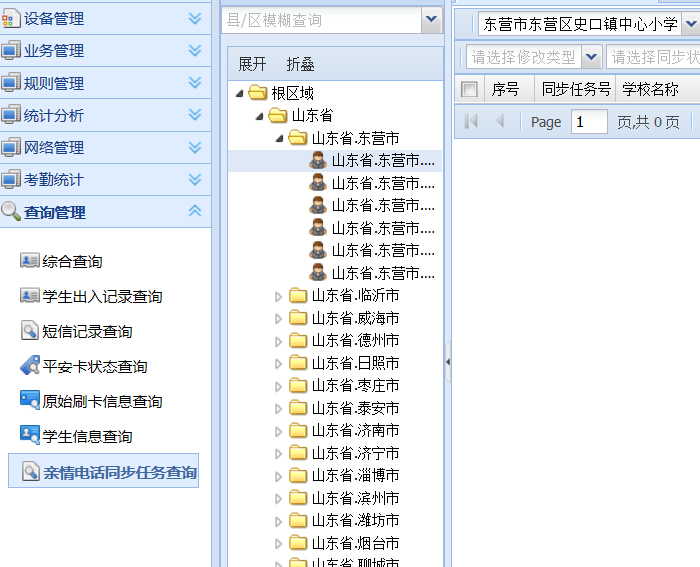 设备管理
业务管理
规则管理
统计分析
网络管理
考勤统计
查询管理
综合查询
学生出入记录查询
短信记录查询
平安卡状态查询
原始刷卡信息查询
学生信息查询
亲情电话同步任务查询
县/区模糊查询
展开 折叠
根区域
山东省
山东省.东营市
山东省.东营市....
山东省.东营市....
山东省.东营市....
山东省.东营市....
山东省.东营市....
山东省.东营市....
山东省.临沂市
山东省.威海市
山东省.德州市
山东省.日照市
山东省.枣庄市
山东省.泰安市
山东省.济南市
山东省.济宁市
山东省.淄博市
山东省.滨州市
山东省.潍坊市
山东省.烟台市
山东省.聊城市
东营市东营区史口镇中心小学
请选择修改类型 请选择同步状
序号 同步任务号 学校名称
Page 1 页,共 0 页